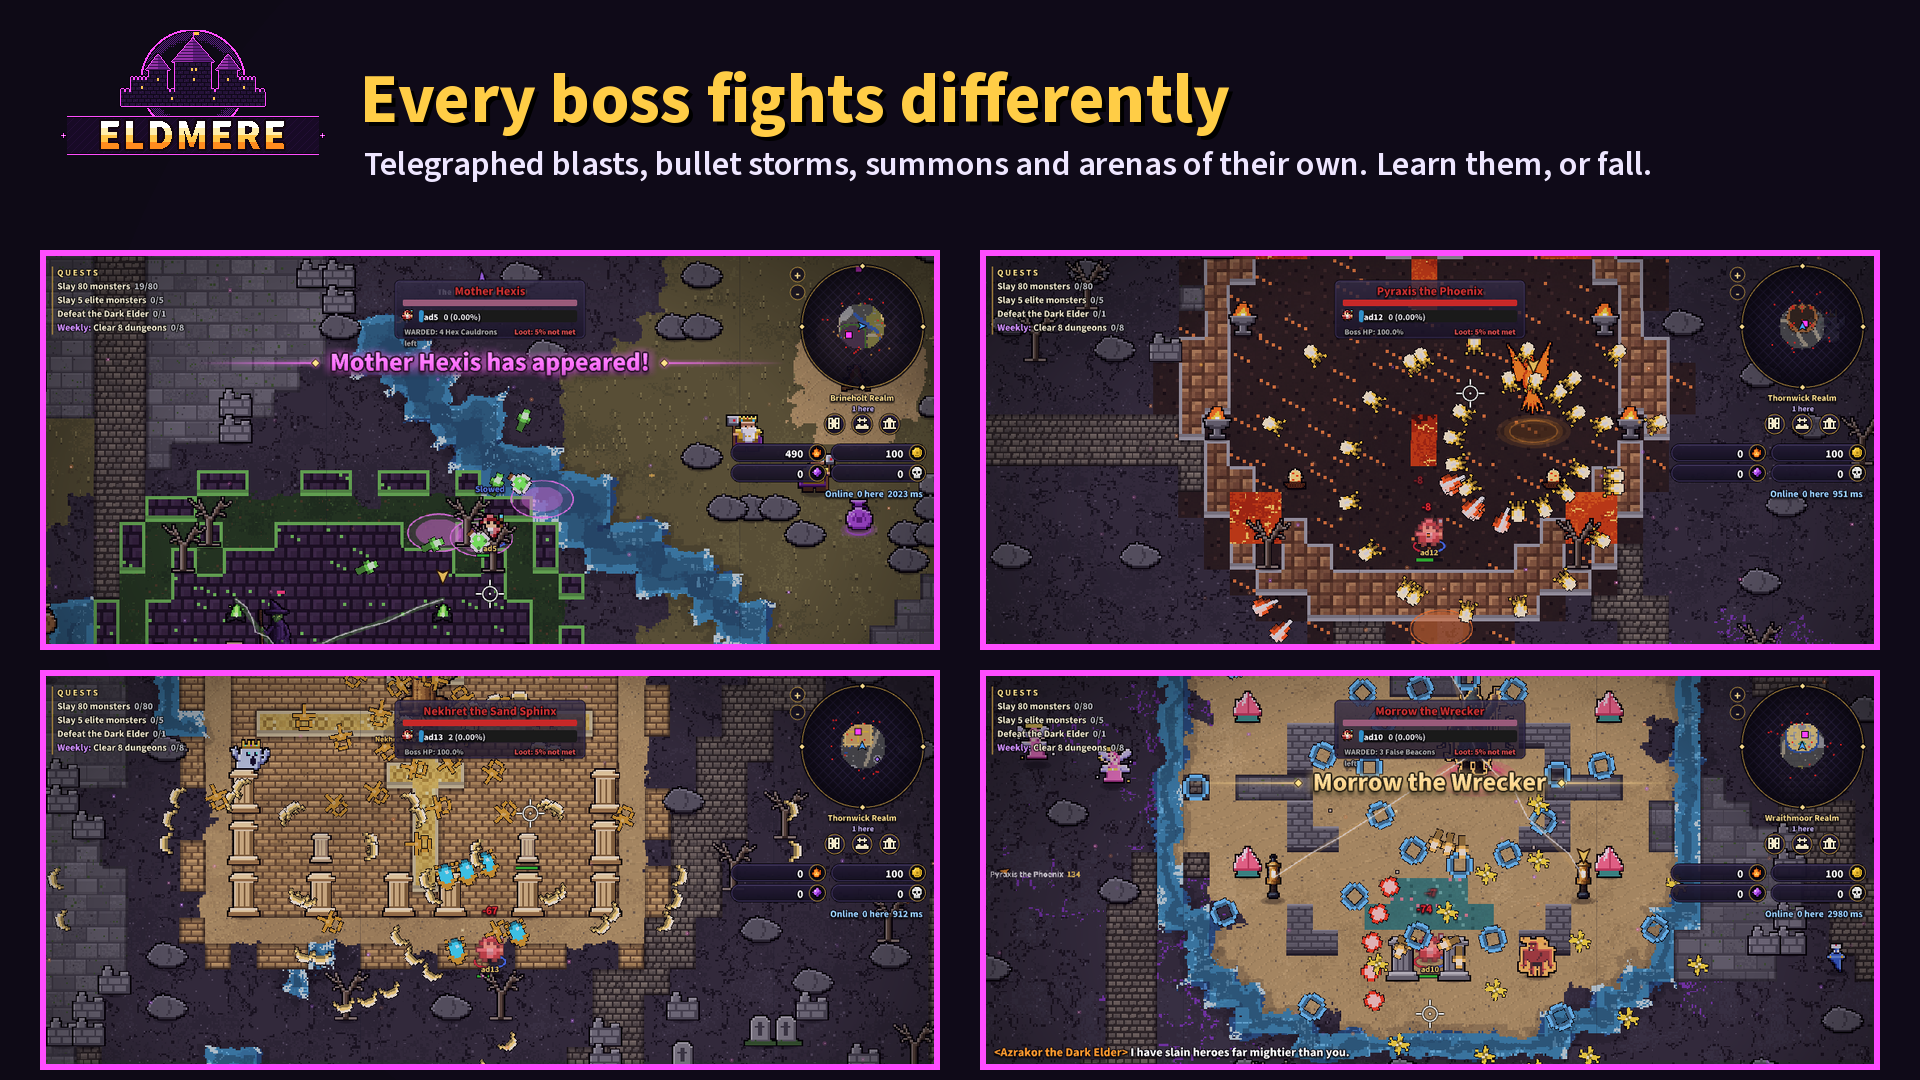 ELDMERE
Every boss fights differently
Telegraphed blasts, bullet storms, summons and arenas of their own. Learn them, or fall.
QUESTS
Slay 80 monsters 19/80
Slay 5 elite monsters 0/5
Defeat the Dark Elder 0/1
Weekly: Clear 8 dungeons 0/8
Mother Hexis
ad5 0 (0.00%)
WARDED: 4 Hex Cauldrons left
Loot: 5% not met
Mother Hexis has appeared!
Brineholt Realm
1 here
490
100
0
0
Online 0 here 2023 ms
Slowed
ad5
QUESTS
Slay 80 monsters 0/80
Slay 5 elite monsters 0/5
Defeat the Dark Elder 0/1
Weekly: Clear 8 dungeons 0/8
Pyraxis the Phoenix
ad12 0 (0.00%)
Boss HP: 100.0%
Loot: 5% not met
Thornwick Realm
1 here
0
100
0
0
Online 0 here 951 ms
-8
-8
ad12
QUESTS
Slay 80 monsters 0/80
Slay 5 elite monsters 0/5
Defeat the Dark Elder 0/1
Weekly: Clear 8 dungeons 0/8
Nekhret the Sand Sphinx
ad13 2 (0.00%)
Boss HP: 100.0%
Loot: 5% not met
Thornwick Realm
1 here
0
100
0
0
Online 0 here 912 ms
-67
ad13
QUESTS
Slay 80 monsters 0/80
Slay 5 elite monsters 0/5
Defeat the Dark Elder 0/1
Weekly: Clear 8 dungeons 0/8
Morrow the Wrecker
ad10 0 (0.00%)
WARDED: 3 False Beacons left
Loot: 5% not met
Morrow the Wrecker
Wraithmoor Realm
1 here
0
100
0
0
Online 0 here 2980 ms
Pyraxis the Phoenix 134
-74
ad10
<Azrakor the Dark Elder> I have slain heroes far mightier than you.